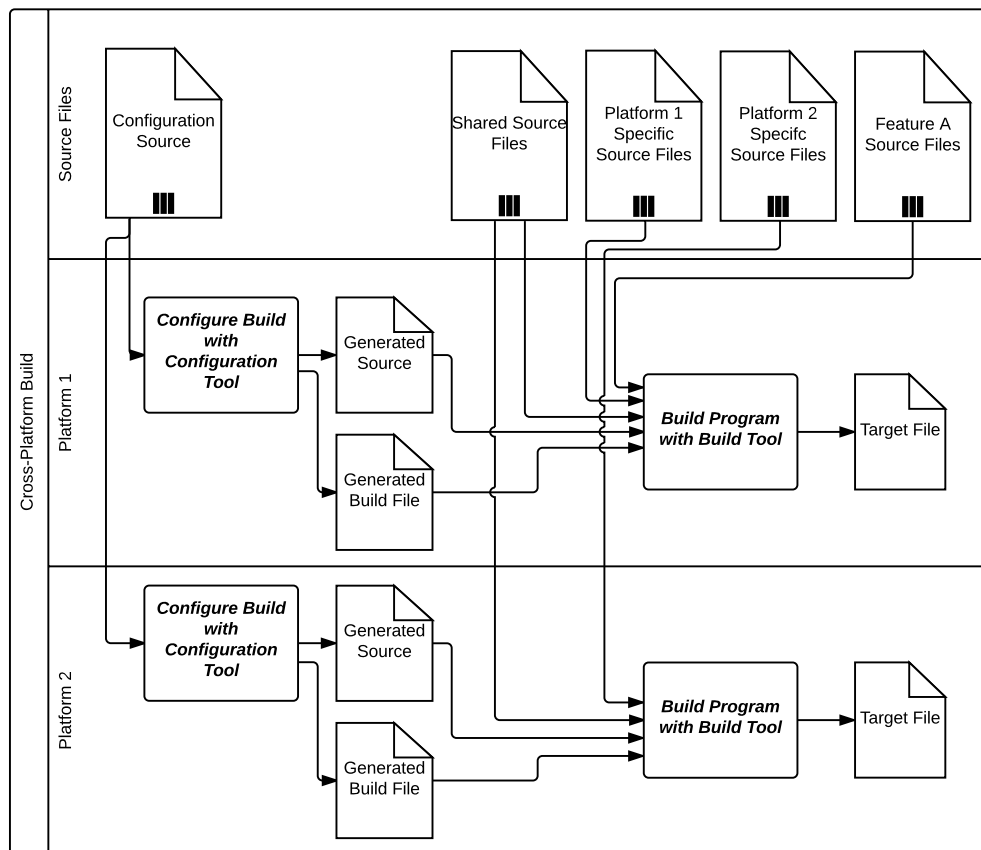 Cross-Platform Build
Source Files
Configuration
Source
Shared Source
Files
Platform 1
Specific
Source Files
Platform 2
Specifc
Source Files
Feature A
Source Files
Platform 1
Configure Build
with
Configuration
Tool
Generated
Source
Generated
Build File
Build Program
with Build Tool
Target File
Platform 2
Configure Build
with
Configuration
Tool
Generated
Source
Generated
Build File
Build Program
with Build Tool
Target File